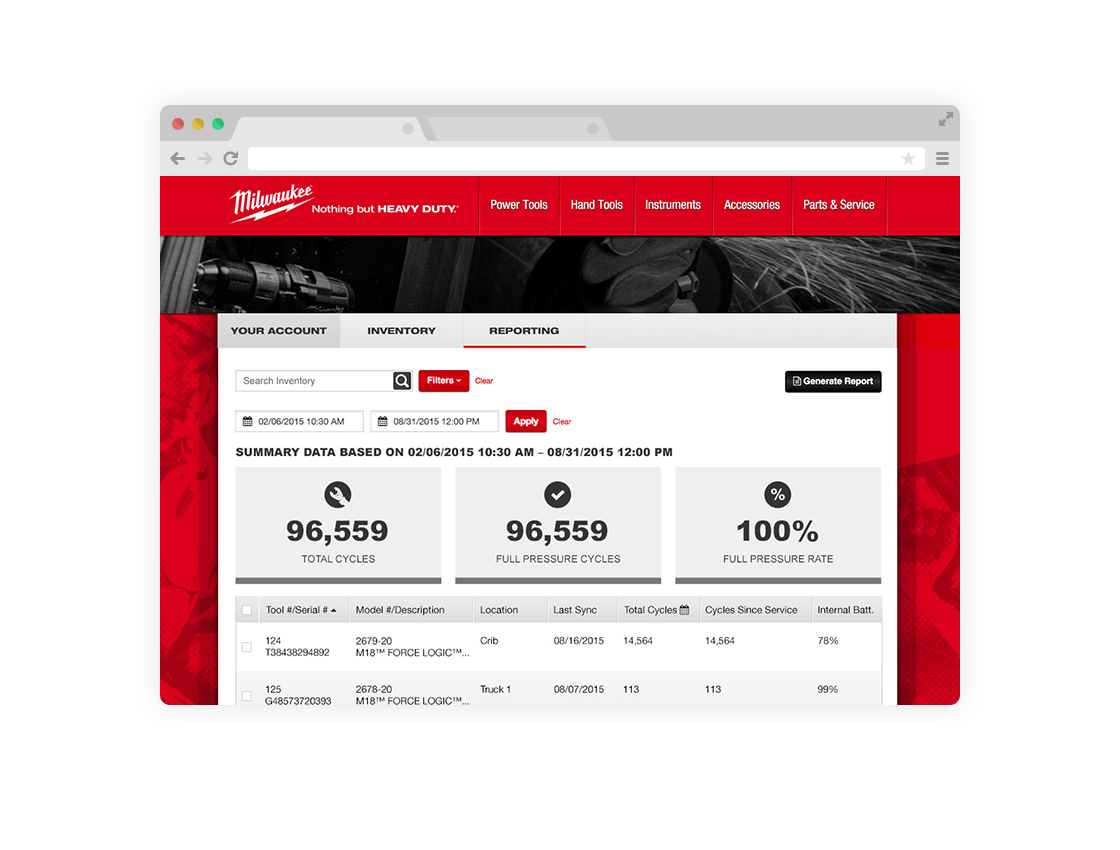 Milwaukee Nothing but HEAVY DUTY.®
Power Tools Hand Tools Instruments Accessories Parts & Service
YOUR ACCOUNT INVENTORY REPORTING
Search Inventory Filters Clear Generate Report
02/06/2015 10:30 AM 08/31/2015 12:00 PM Apply Clear
SUMMARY DATA BASED ON 02/06/2015 10:30 AM – 08/31/2015 12:00 PM
% 
96,559 96,559 100%
TOTAL CYCLES FULL PRESSURE CYCLES FULL PRESSURE RATE
Tool #/Serial # Model #/Description Location Last Sync Total Cycles Cycles Since Service Internal Batt.
124 2679-20 Crib 08/16/2015 14,564 14,564 78%
T38438294892 M18™ FORCE LOGIC™...
125 2678-20 Truck 1 08/07/2015 113 113 99%
G48573720393 M18™ FORCE LOGIC™...